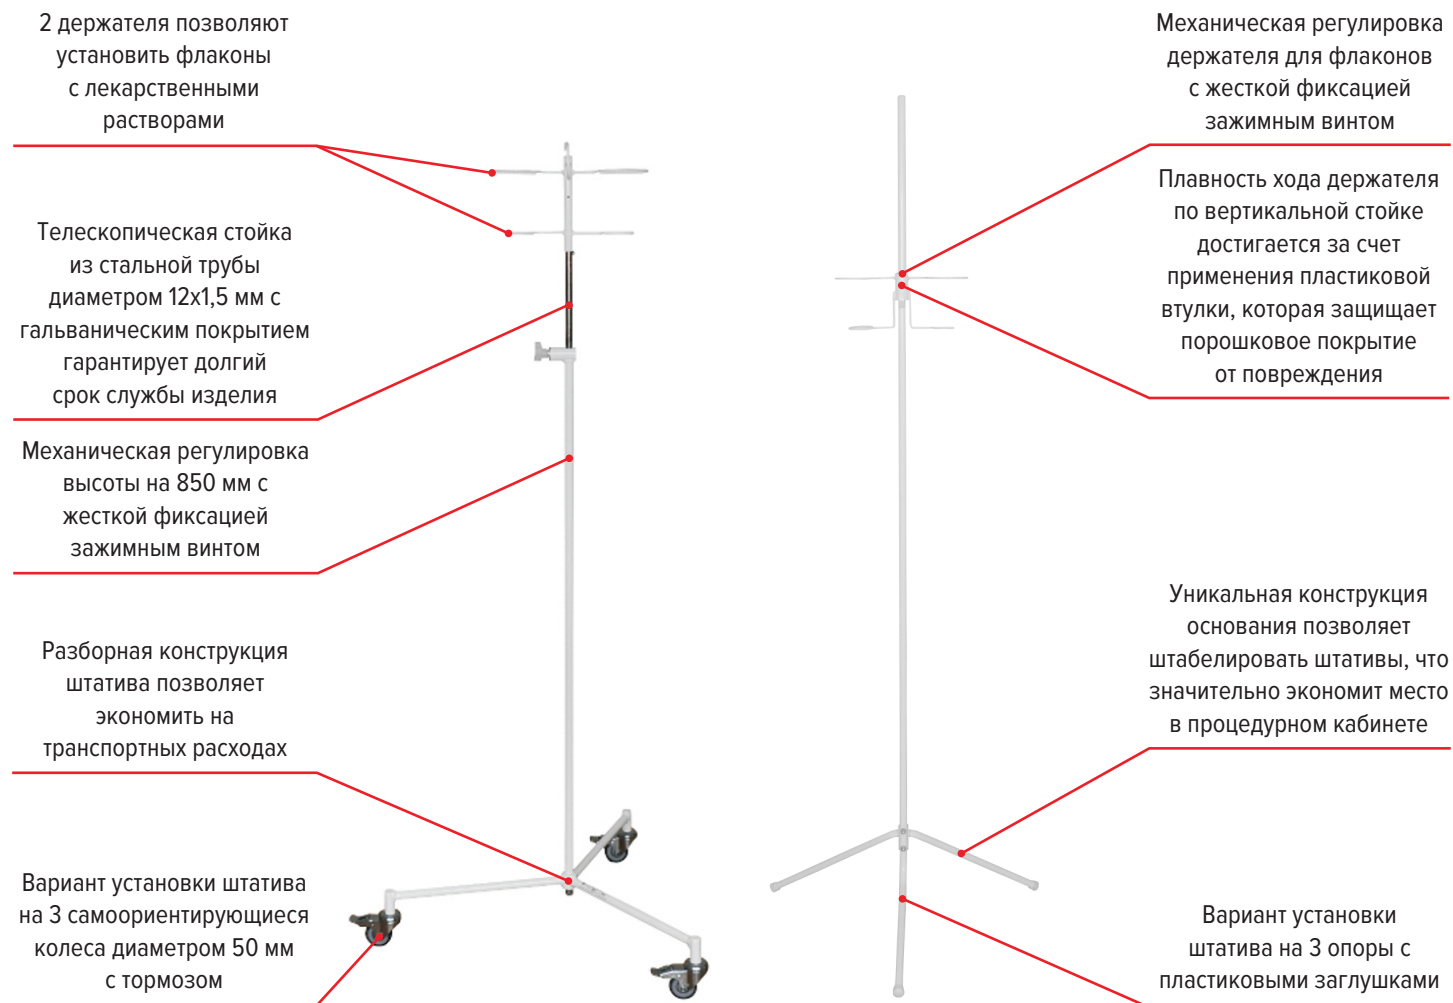 2 держателя позволяют
установить флаконы
с лекарственными
растворами
Телескопическая стойка
из стальной трубы
диаметром 12х1,5 мм с
гальваническим покрытием
гарантирует долгий
срок службы изделия
Механическая регулировка
высоты на 850 мм с
жесткой фиксацией
зажимным винтом
Разборная конструкция
штатива позволяет
экономить на
транспортных расходах
Вариант установки штатива
на 3 самоориентирующиеся
колеса диаметром 50 мм
с тормозом
Механическая регулировка
держателя для флаконов
с жесткой фиксацией
зажимным винтом
Плавность хода держателя
по вертикальной стойке
достигается за счет
применения пластиковой
втулки, которая защищает
порошковое покрытие
от повреждения
Уникальная конструкция
основания позволяет
штабелировать штативы, что
значительно экономит место
в процедурном кабинете
Вариант установки
штатива на 3 опоры с
пластиковыми заглушками